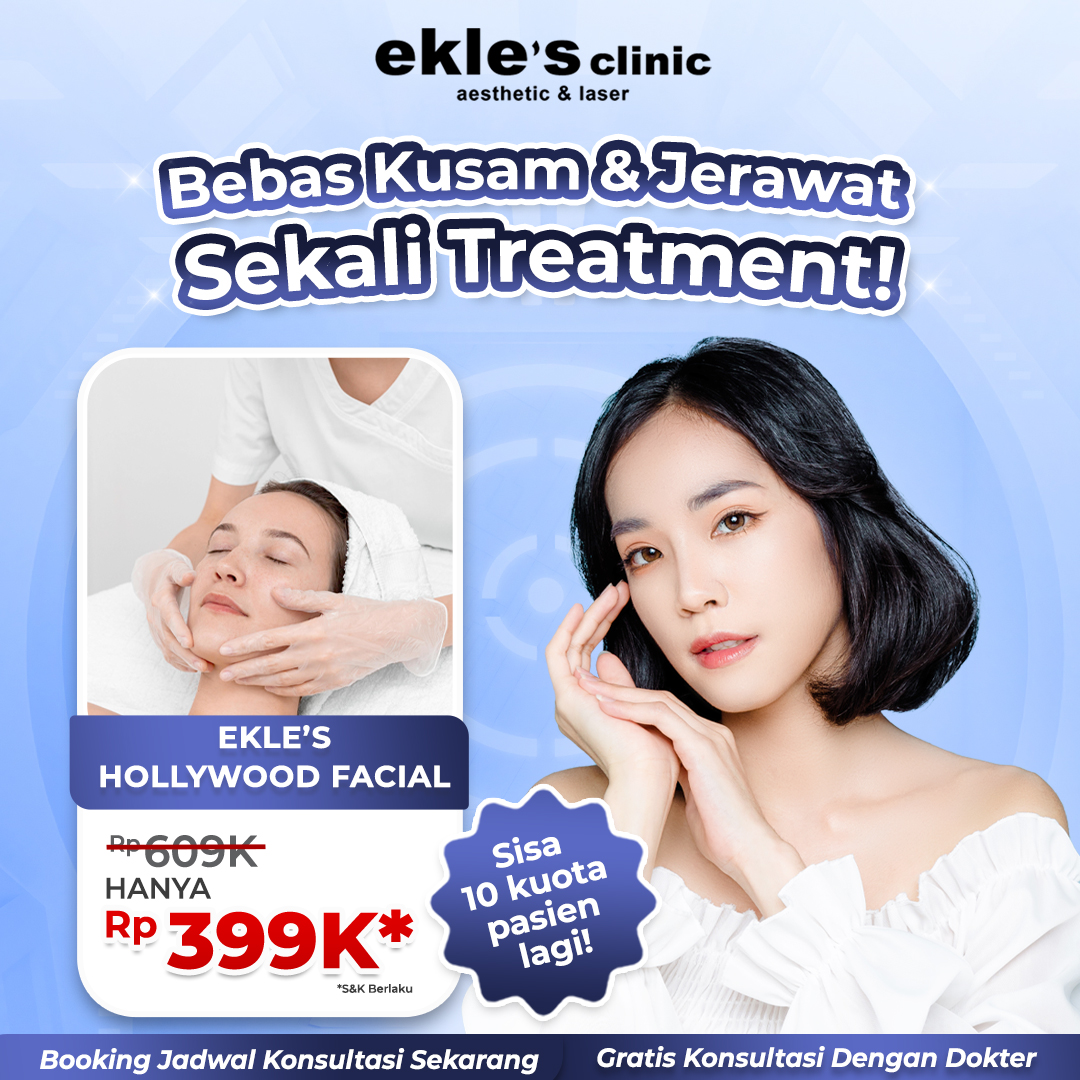 ekle's clinic
aesthetic & laser
Bebas Kusam & Jerawat
Sekali Treatment!
EKLE'S
HOLLYWOOD FACIAL
Rp 609K
HANYA
Rp 399K*
*S&K Berlaku
Sisa
10 kuota
pasien
lagi!
Booking Jadwal Konsultasi Sekarang
Gratis Konsultasi Dengan Dokter